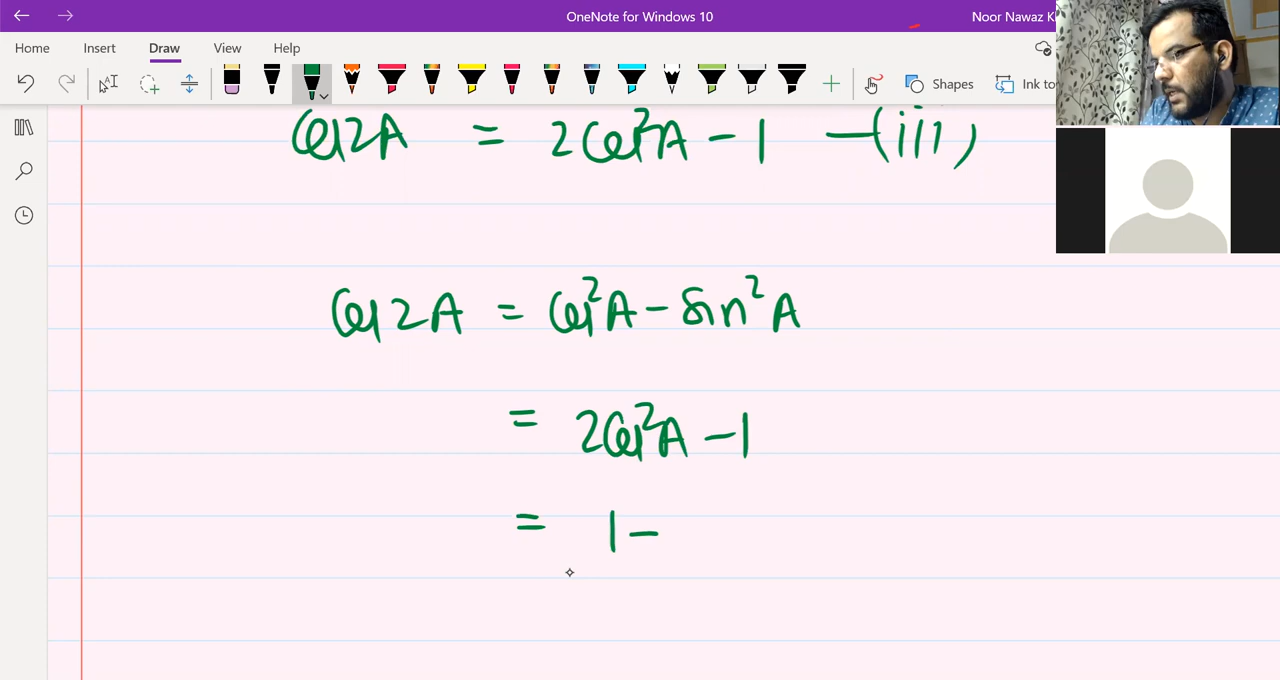 OneNote for Windows 10
Noor Nawaz K
Home Insert Draw View Help
Shapes Ink to
Cos2A = 2Cos²A - 1 —(iii)
Cos2A = Cos²A - Sin²A
= 2Cos²A - 1
= 1 -